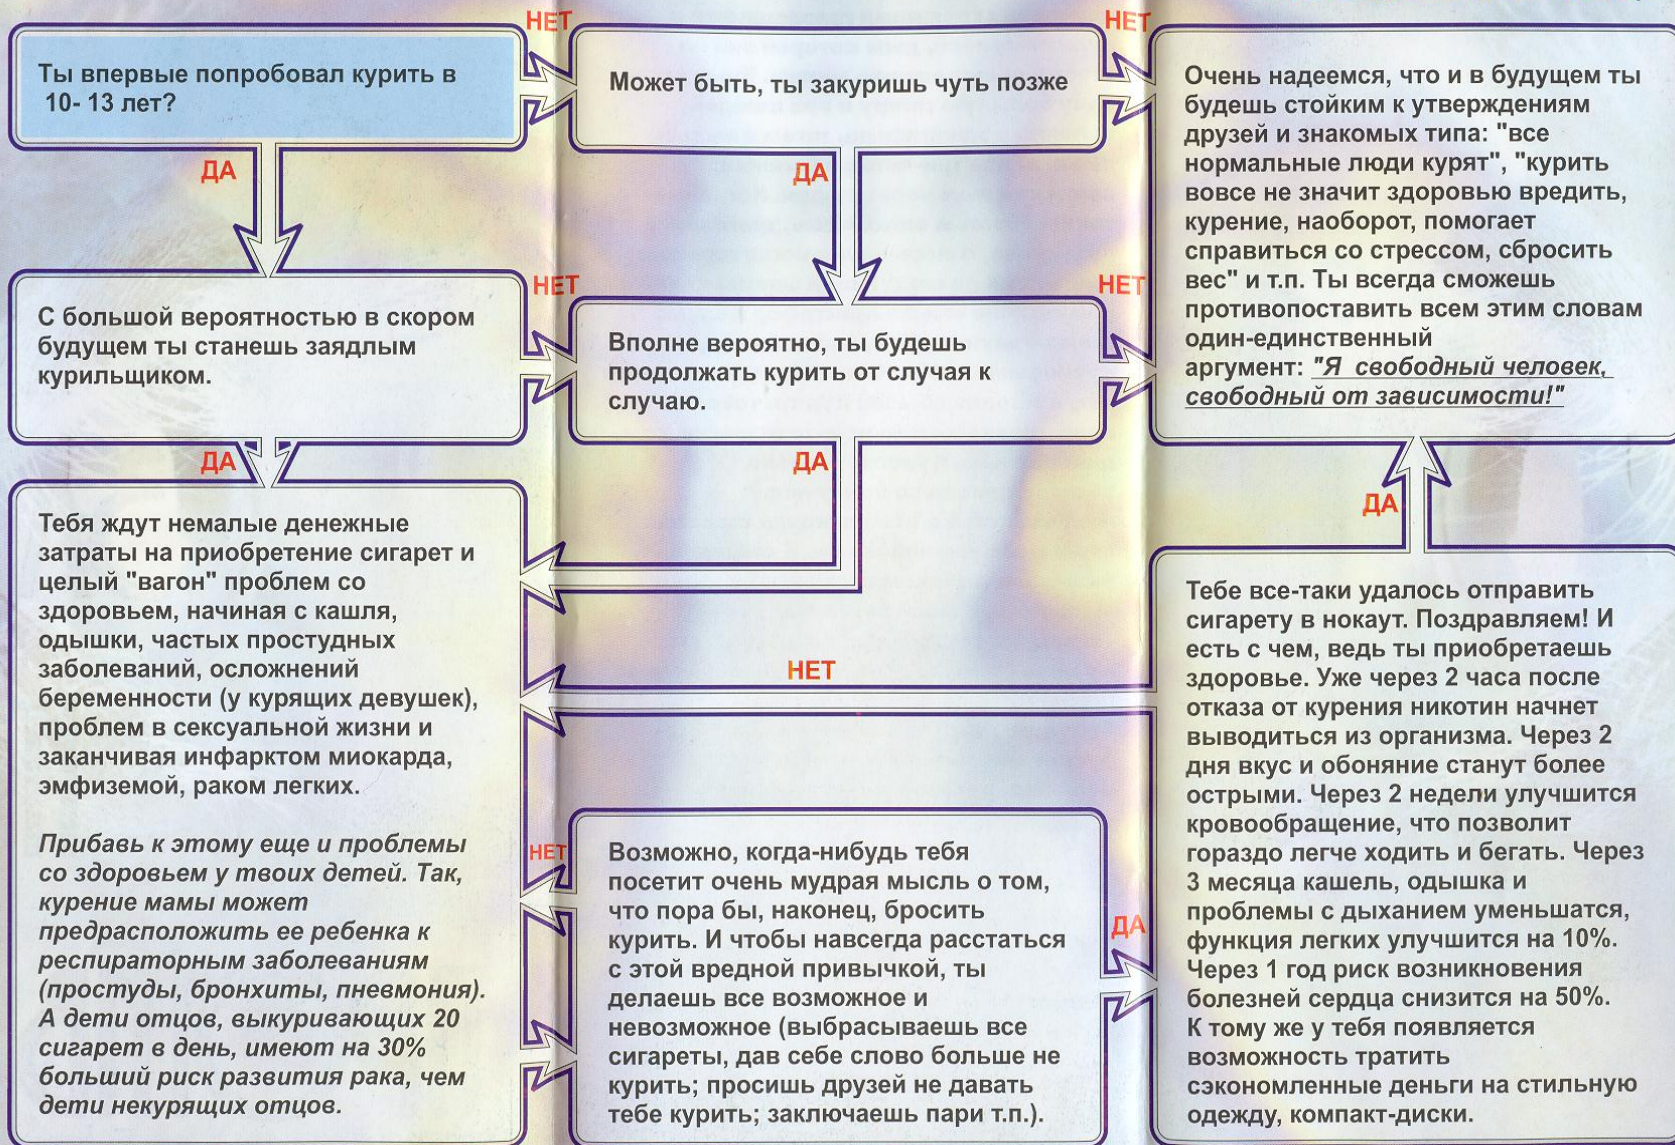 НЕТ
НЕТ
Ты впервые попробовал курить в
10- 13 лет?
Может быть, ты закуришь чуть позже
Очень надеемся, что и в будущем ты
будешь стойким к утверждениям
друзей и знакомых типа: "все
нормальные люди курят", "курить
вовсе не значит здоровью вредить,
курение, наоборот, помогает
справиться со стрессом, сбросить
вес" и т.п. Ты всегда сможешь
противопоставить всем этим словам
один-единственный
аргумент: "Я свободный человек,
свободный от зависимости!"
ДА
ДА
НЕТ
НЕТ
С большой вероятностью в скором
будущем ты станешь заядлым
курильщиком.
Вполне вероятно, ты будешь
продолжать курить от случая к
случаю.
ДА
ДА
ДА
Тебя ждут немалые денежные
затраты на приобретение сигарет и
целый "вагон" проблем со
здоровьем, начиная с кашля,
одышки, частых простудных
заболеваний, осложнений
беременности (у курящих девушек),
проблем в сексуальной жизни и
заканчивая инфарктом миокарда,
эмфиземой, раком легких.
Прибавь к этому еще и проблемы
со здоровьем у твоих детей. Так,
курение мамы может
предрасположить ее ребенка к
респираторным заболеваниям
(простуды, бронхиты, пневмония).
А дети отцов, выкуривающих 20
сигарет в день, имеют на 30%
больший риск развития рака, чем
дети некурящих отцов.
НЕТ
НЕТ
Возможно, когда-нибудь тебя
посетит очень мудрая мысль о том,
что пора бы, наконец, бросить
курить. И чтобы навсегда расстаться
с этой вредной привычкой, ты
делаешь все возможное и
невозможное (выбрасываешь все
сигареты, дав себе слово больше не
курить; просишь друзей не давать
тебе курить; заключаешь пари т.п.).
ДА
Тебе все-таки удалось отправить
сигарету в нокаут. Поздравляем! И
есть с чем, ведь ты приобретаешь
здоровье. Уже через 2 часа после
отказа от курения никотин начнет
выводиться из организма. Через 2
дня вкус и обоняние станут более
острыми. Через 2 недели улучшится
кровообращение, что позволит
гораздо легче ходить и бегать. Через
3 месяца кашель, одышка и
проблемы с дыханием уменьшатся,
функция легких улучшится на 10%.
Через 1 год риск возникновения
болезней сердца снизится на 50%.
К тому же у тебя появляется
возможность тратить
сэкономленные деньги на стильную
одежду, компакт-диски.